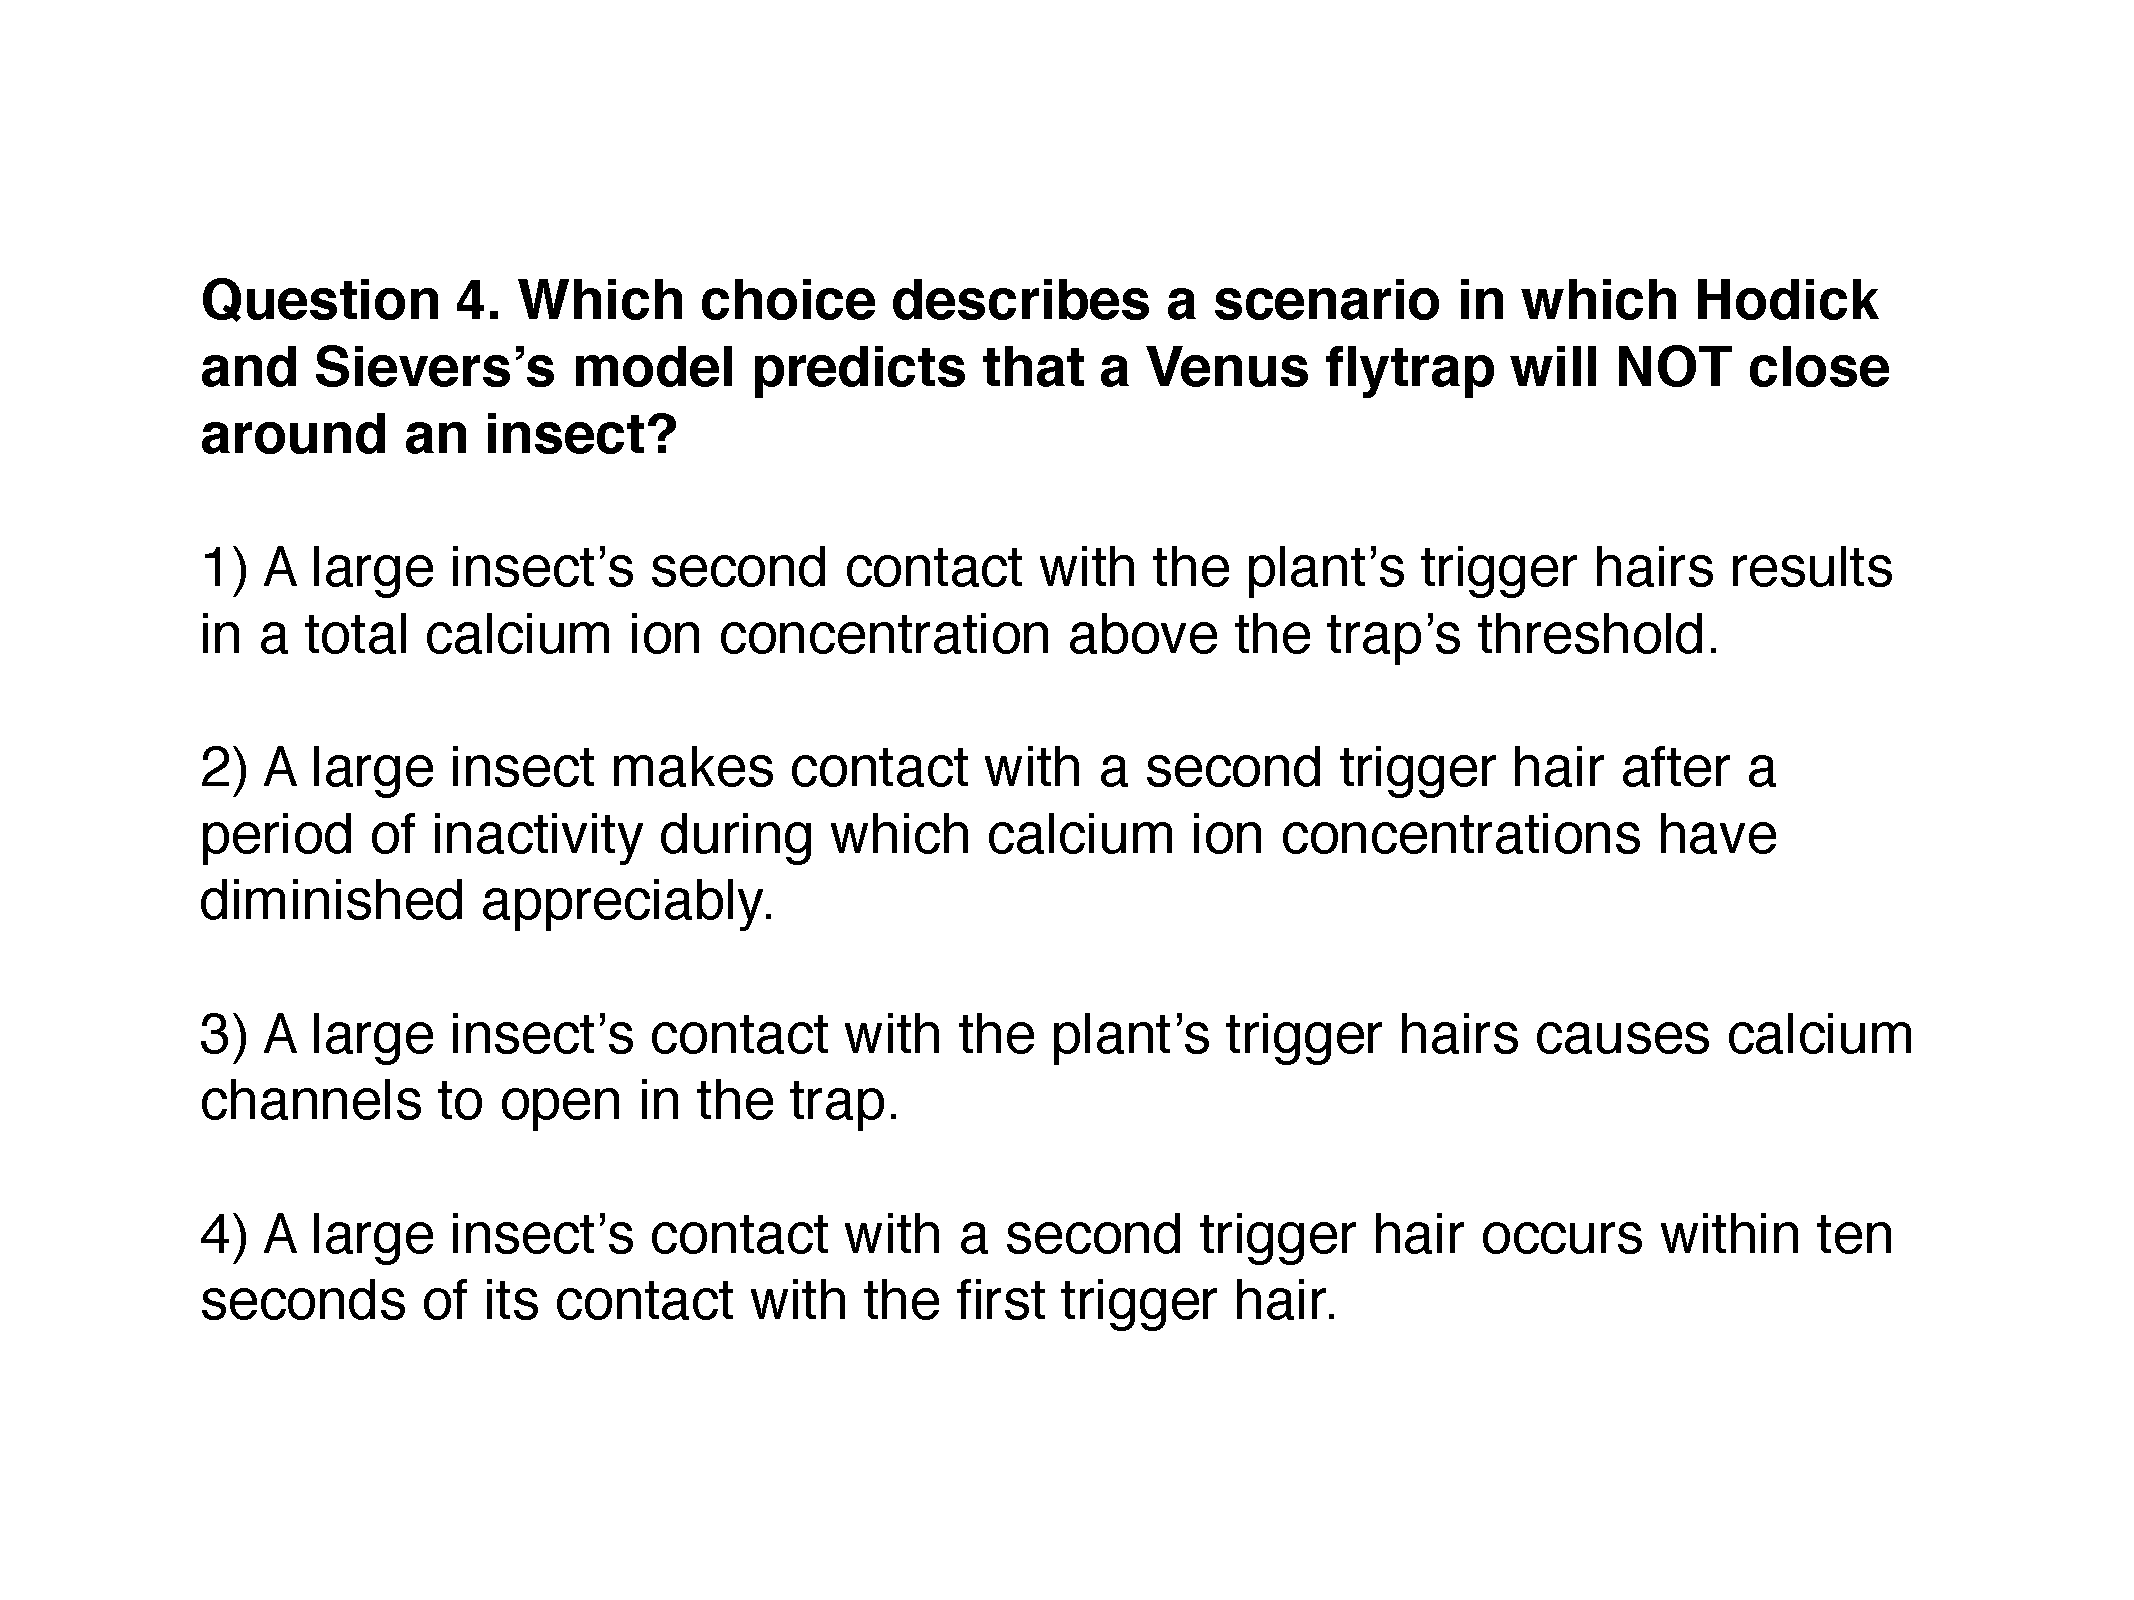 Question 4. Which choice describes a scenario in which Hodick
and Sievers’s model predicts that a Venus flytrap will NOT close
around an insect?
1) A large insect’s second contact with the plant’s trigger hairs results
in a total calcium ion concentration above the trap’s threshold.
2) A large insect makes contact with a second trigger hair after a
period of inactivity during which calcium ion concentrations have
diminished appreciably.
3) A large insect’s contact with the plant’s trigger hairs causes calcium
channels to open in the trap.
4) A large insect’s contact with a second trigger hair occurs within ten
seconds of its contact with the first trigger hair.